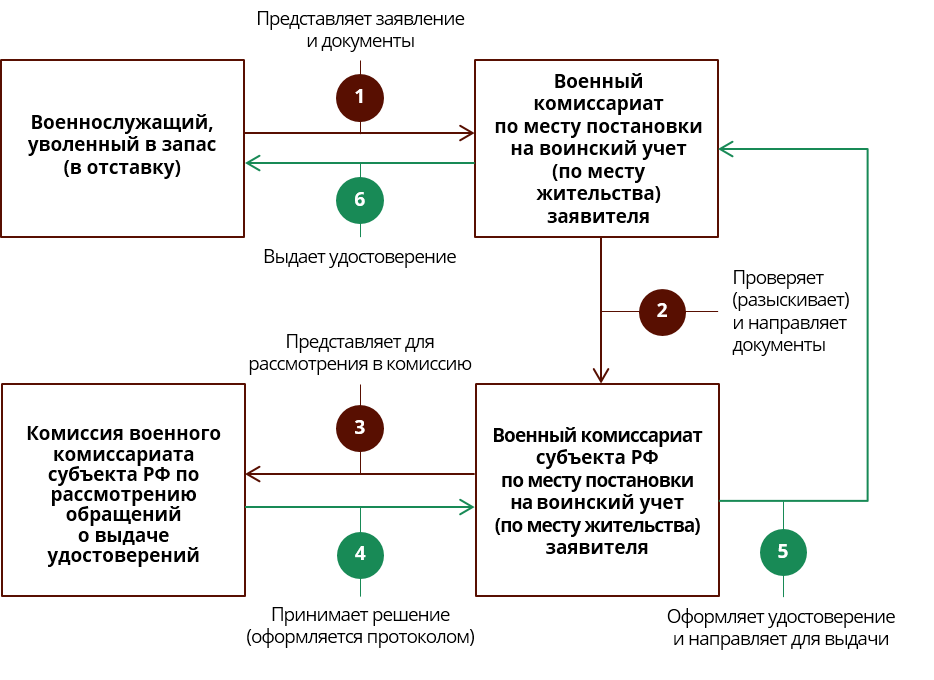 Представляет заявление
и документы
1
Военнослужащий,
уволенный в запас
(в отставку)
Военный
комиссариат
по месту постановки
на воинский учет
(по месту
жительства)
заявителя
6
Выдает удостоверение
2
Проверяет
(разыскивает)
и направляет
документы
Представляет для
рассмотрения в комиссию
3
Комиссия военного
комиссариата
субъекта РФ по
рассмотрению
обращений
о выдаче
удостоверений
Военный комиссариат
субъекта РФ
по месту постановки
на воинский учет
(по месту жительства)
заявителя
4
Принимает решение
(оформляется протоколом)
5
Оформляет удостоверение
и направляет для выдачи